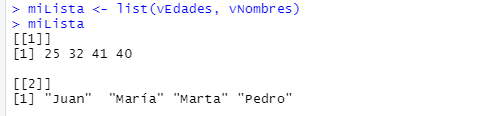 > miLista <- list(vEdades, vNombres)
> miLista
[[1]]
[1] 25 32 41 40
[[2]]
[1] "Juan"  "María" "Marta" "Pedro"